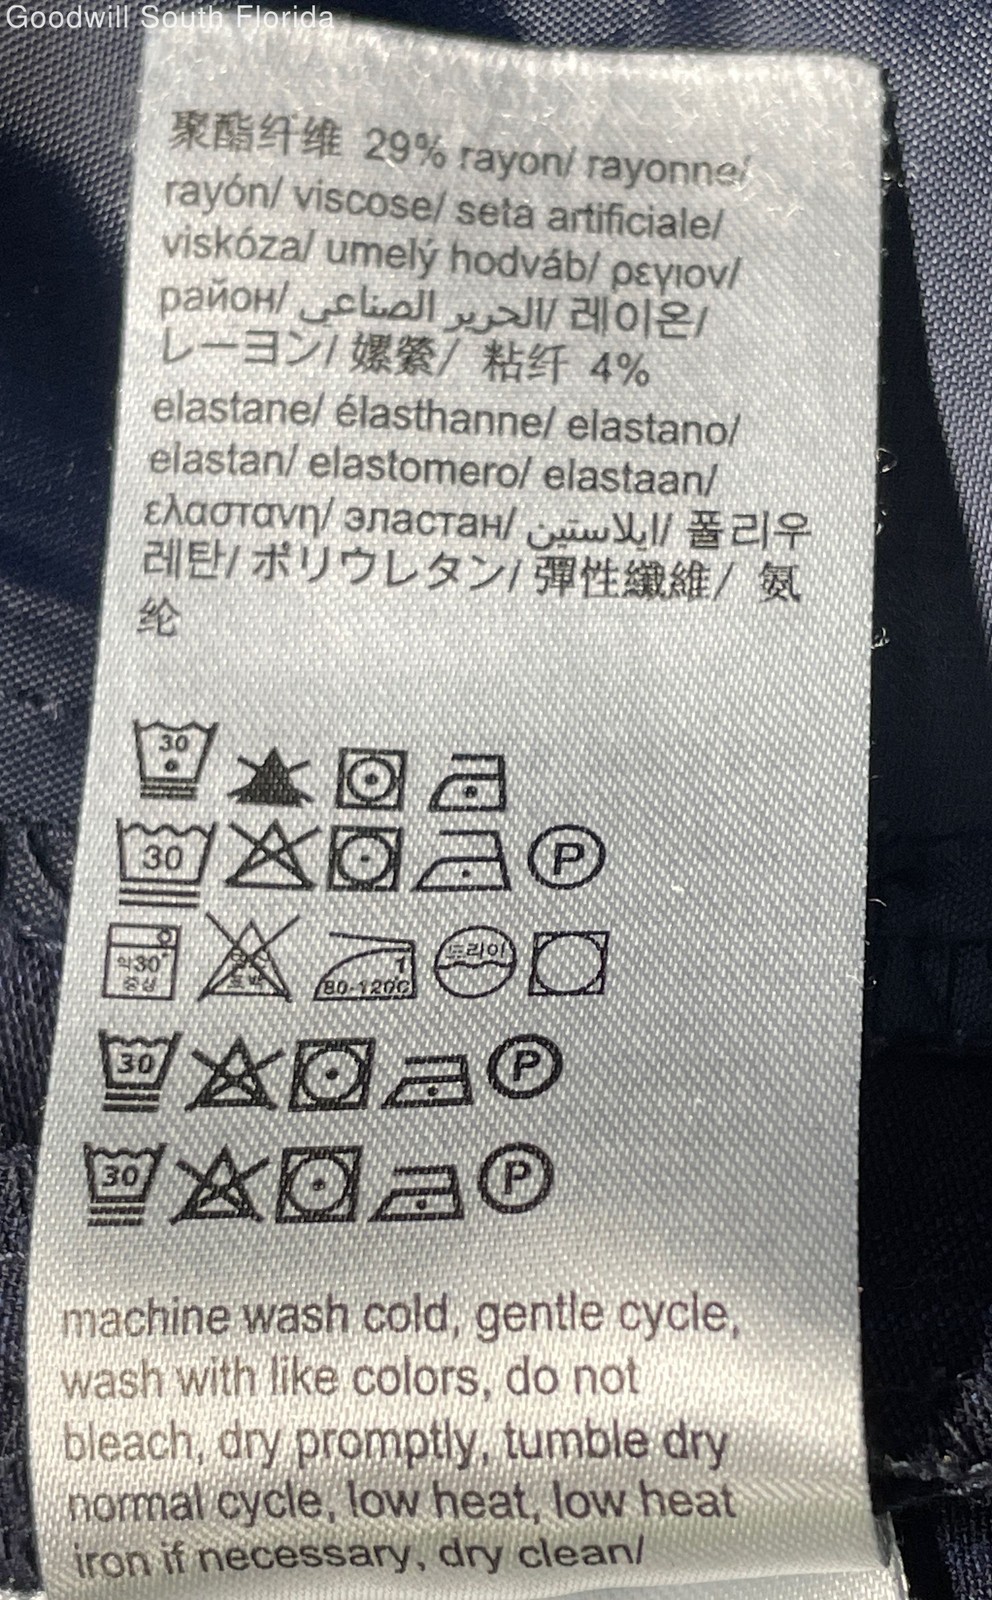 Goodwill South Florida
聚酯纤维 29% rayon/ rayonne/
rayón/ viscose/ seta artificiale/
viskóza/ umelý hodváb/ ρεγιον/
район/ الحرير الصناعي/ 레이온/
レーヨン/ 嫘縈/ 粘纤 4%
elastane/ élasthanne/ elastano/
elastan/ elastomero/ elastaan/
ελαστανη/ эластан/ ايلاستين/ 폴리우
레탄/ ポリウレタン/ 彈性纖維/ 氨
纶
30
30 P
약30°
중성
1
80-120C
드라이
30 P
30 P
machine wash cold, gentle cycle,
wash with like colors, do not
bleach, dry promptly, tumble dry
normal cycle, low heat, low heat
iron if necessary, dry clean/